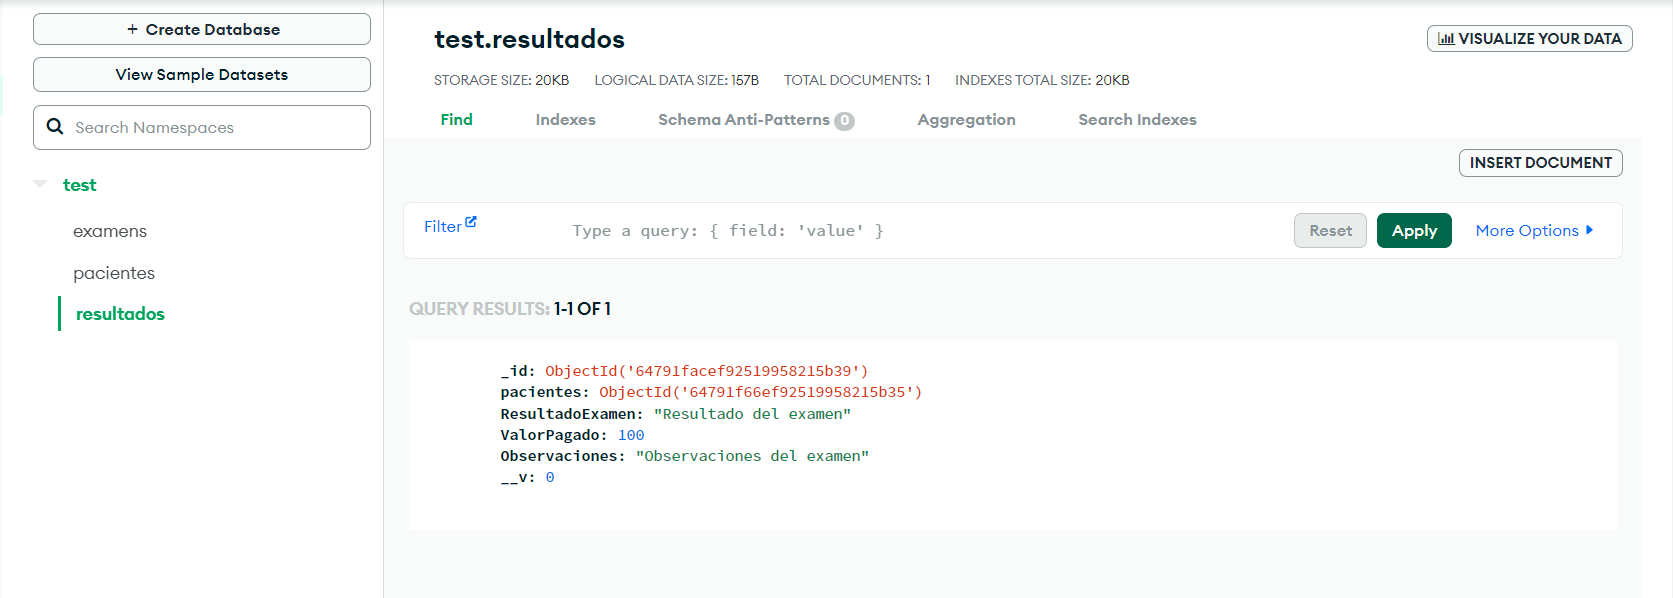 + Create Database
View Sample Datasets
Search Namespaces
test
examens
pacientes
resultados
test.resultados
VISUALIZE YOUR DATA
STORAGE SIZE: 20KB LOGICAL DATA SIZE: 157B TOTAL DOCUMENTS: 1 INDEXES TOTAL SIZE: 20KB
Find Indexes Schema Anti-Patterns 0 Aggregation Search Indexes
INSERT DOCUMENT
Filter Type a query: { field: 'value' } Reset Apply More Options
QUERY RESULTS: 1-1 OF 1
_id: ObjectId('64791facef92519958215b39')
pacientes: ObjectId('64791f66ef92519958215b35')
ResultadoExamen: "Resultado del examen"
ValorPagado: 100
Observaciones: "Observaciones del examen"
__v: 0